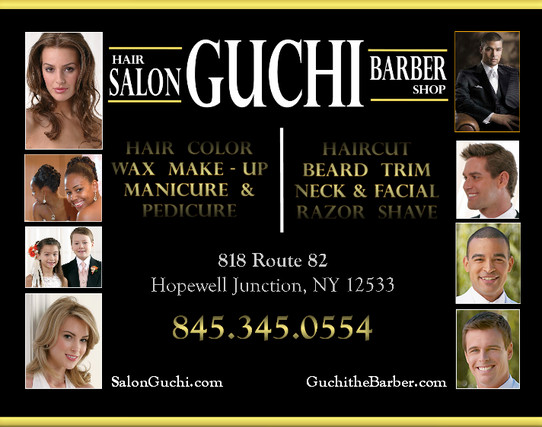 HAIR
SALON
GUCHI
BARBER
SHOP
HAIR COLOR
WAX MAKE-UP
MANICURE &
PEDICURE
HAIRCUT
BEARD TRIM
NECK & FACIAL
RAZOR SHAVE
818 Route 82
Hopewell Junction, NY 12533
845.345.0554
SalonGuchi.com
GuchitheBarber.com